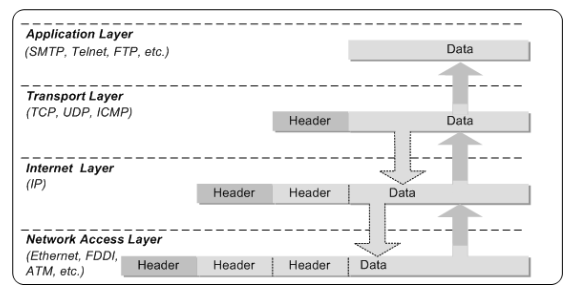 Application Layer
(SMTP, Telnet, FTP, etc.)
Data
Transport Layer
(TCP, UDP, ICMP)
Header Data
Internet Layer
(IP)
Header Header Data
Network Access Layer
(Ethernet, FDDI,
ATM, etc.)
Header Header Header Data